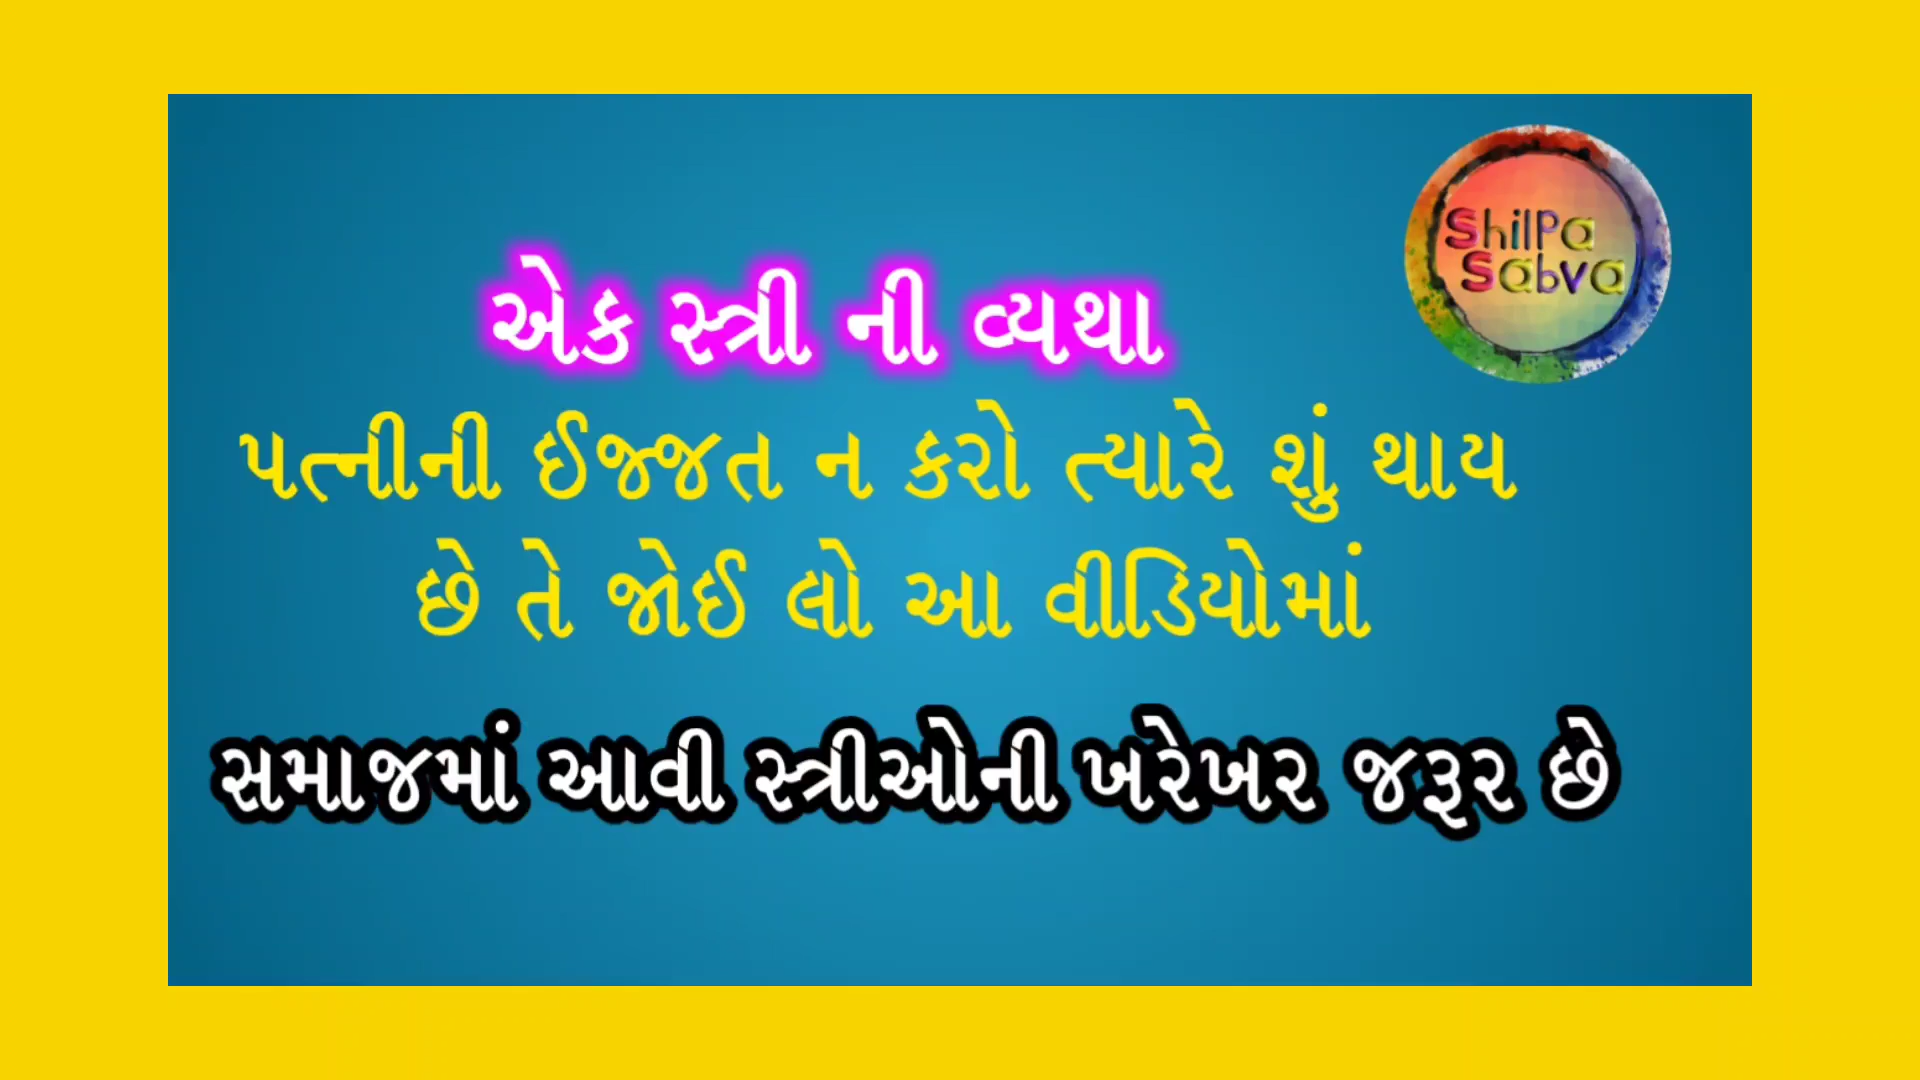 Shilpa
Sabva
એક સ્ત્રી ની વ્યથા
પત્નીની ઈજ્જત ન કરો ત્યારે શું થાય
છે તે જોઈ લો આ વીડિયોમાં
સમાજમાં આવી સ્ત્રીઓની ખરેખર જરૂર છે